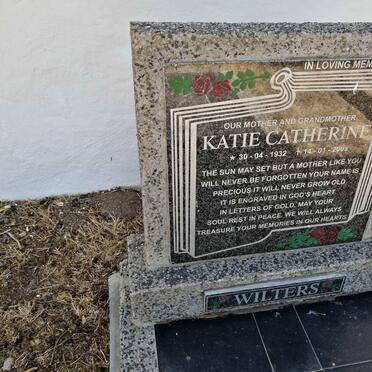 IN LOVING MEM
OUR MOTHER AND GRANDMOTHER
KATIE CATHERINE
★ 30 - 04 - 1932 † 14 - 01 - 2003
THE SUN MAY SET BUT A MOTHER LIKE YOU
WILL NEVER BE FORGOTTEN YOUR NAME IS
PRECIOUS IT WILL NEVER GROW OLD
IT IS ENGRAVED IN GOD'S HEART
IN LETTERS OF GOLD. MAY YOUR
SOUL REST IN PEACE. WE WILL ALWAYS
TREASURE YOUR MEMORIES IN OUR HEARTS.
WILTERS